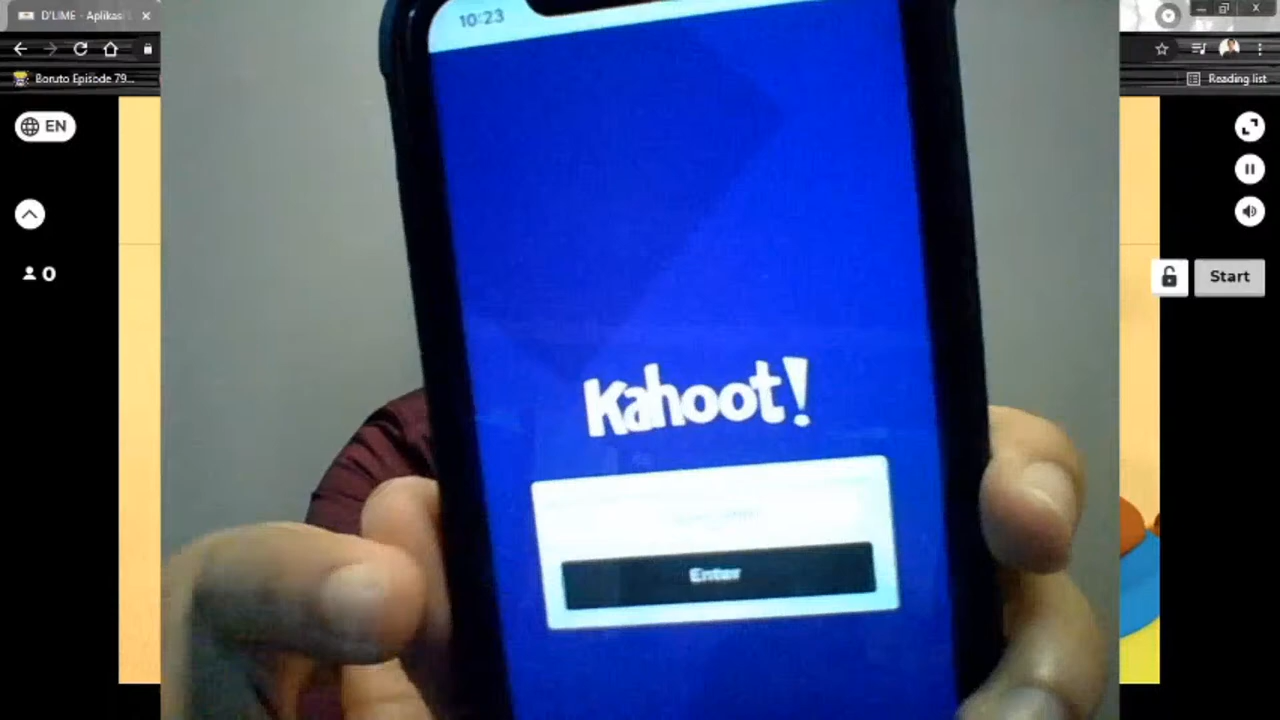 D'LIME - Aplikasi
10:23
Boruto Episode 79...
Reading list
EN
0
Start
Kahoot!
Enter